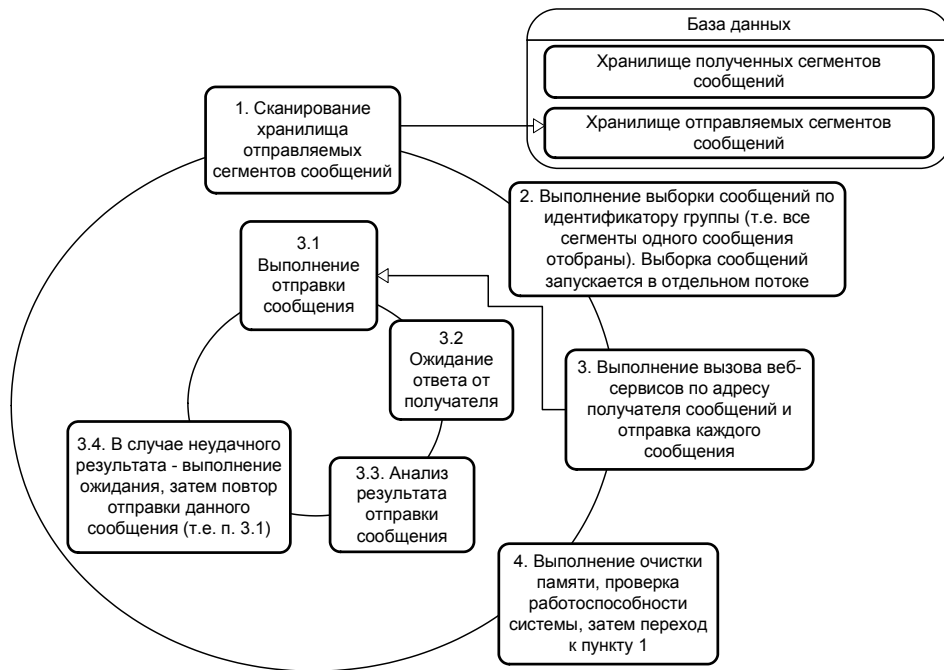 База данных
Хранилище полученных сегментов
сообщений
Хранилище отправляемых сегментов
сообщений
1. Сканирование
хранилища
отправляемых
сегментов сообщений
2. Выполнение выборки сообщений по
идентификатору группы (т.е. все
сегменты одного сообщения
отобраны). Выборка сообщений
запускается в отдельном потоке
3.1
Выполнение
отправки
сообщения
3.2
Ожидание
ответа от
получателя
3. Выполнение вызова веб-
сервисов по адресу
получателя сообщений и
отправка каждого
сообщения
3.4. В случае неудачного
результата - выполнение
ожидания, затем повтор
отправки данного
сообщения (т.е. п. 3.1)
3.3. Анализ
результата
отправки
сообщения
4. Выполнение очистки
памяти, проверка
работоспособности
системы, затем переход
к пункту 1